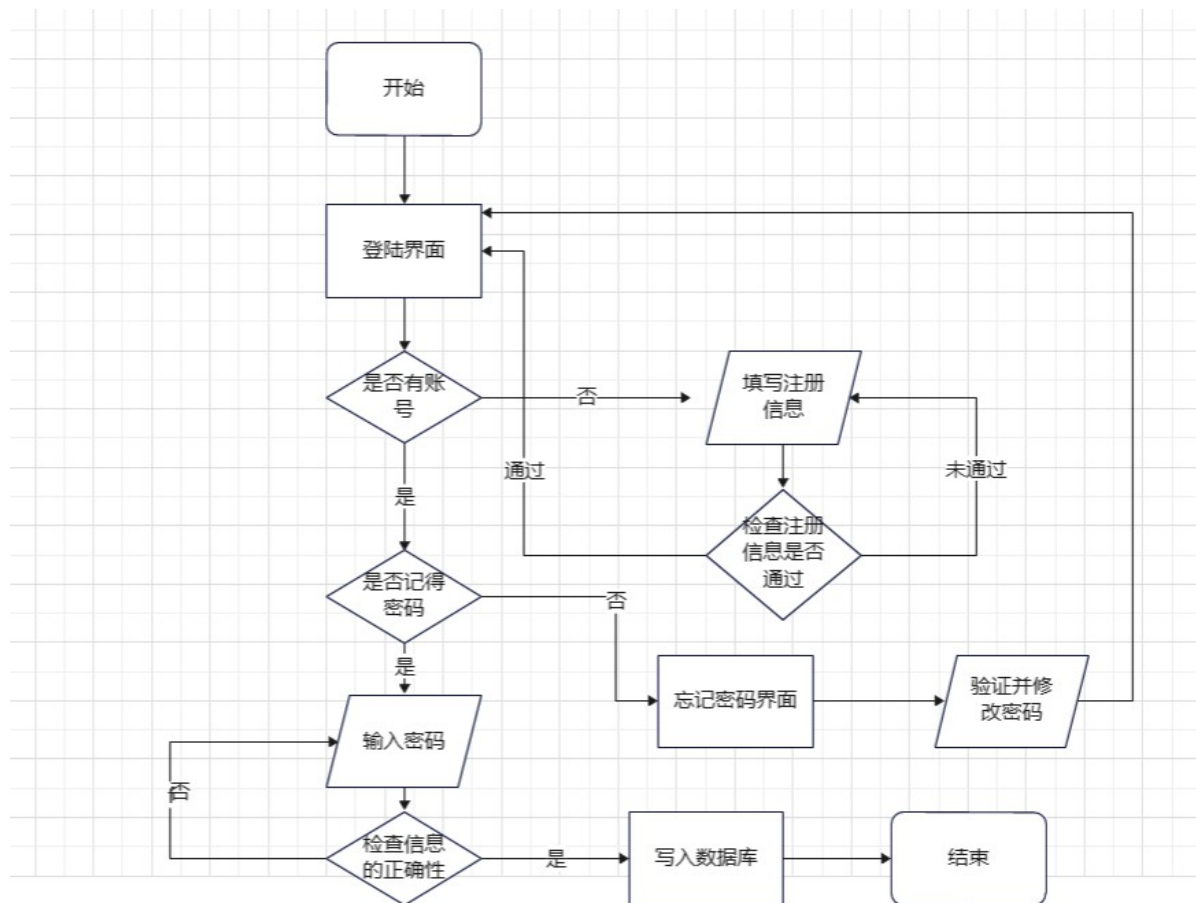 开始
登陆界面
是否有账
号
否
填写注册
信息
通过
未通过
是
检查注册
信息是否
通过
是否记得
密码
否
是
忘记密码界面
验证并修
改密码
输入密码
否
检查信息
的正确性
是
写入数据库
结束